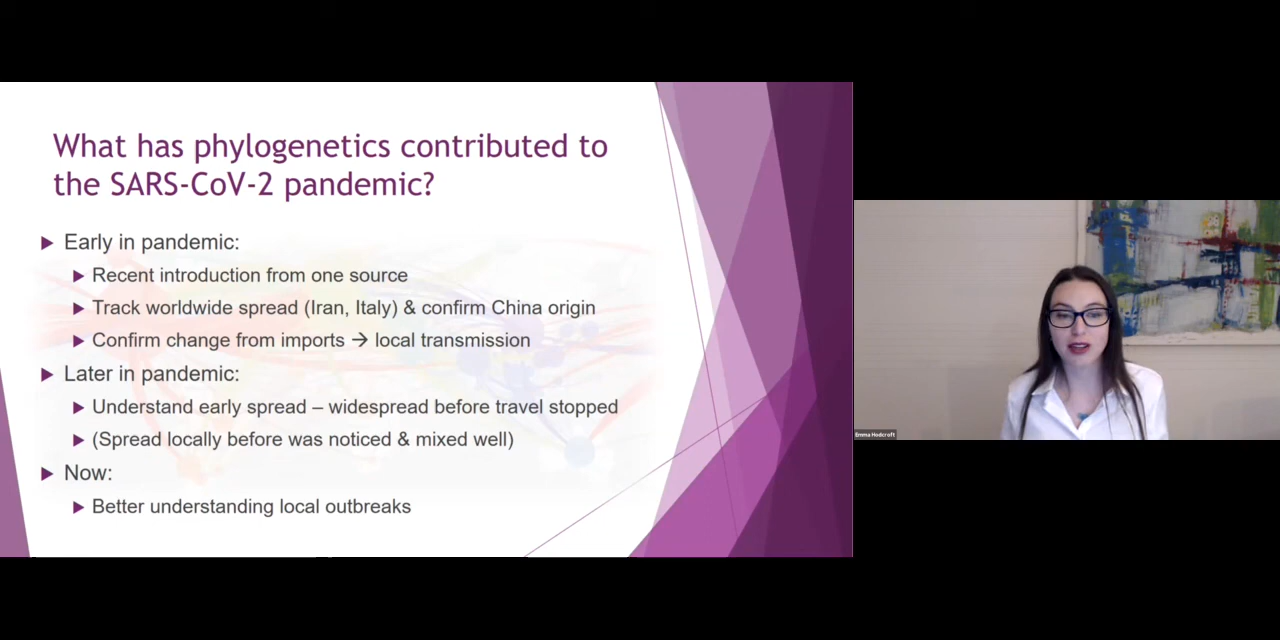 What has phylogenetics contributed to
the SARS-CoV-2 pandemic?
Early in pandemic:
Recent introduction from one source
Track worldwide spread (Iran, Italy) & confirm China origin
Confirm change from imports → local transmission
Later in pandemic:
Understand early spread – widespread before travel stopped
(Spread locally before was noticed & mixed well)
Now:
Better understanding local outbreaks
Emma Hodcroft